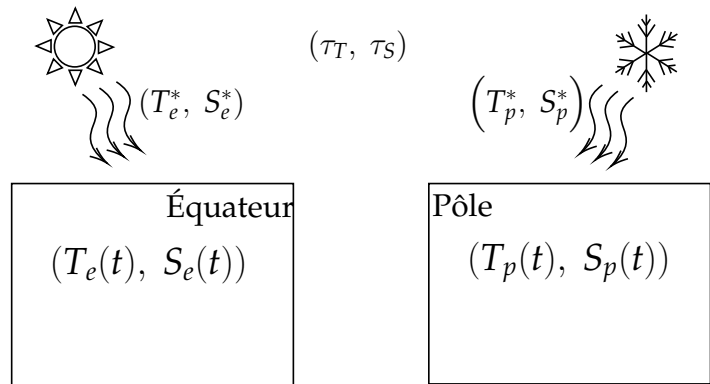 (τ_T, τ_S)
(T_e^*, S_e^*)
(T_p^*, S_p^*)
Équateur
(T_e(t), S_e(t))
Pôle
(T_p(t), S_p(t))